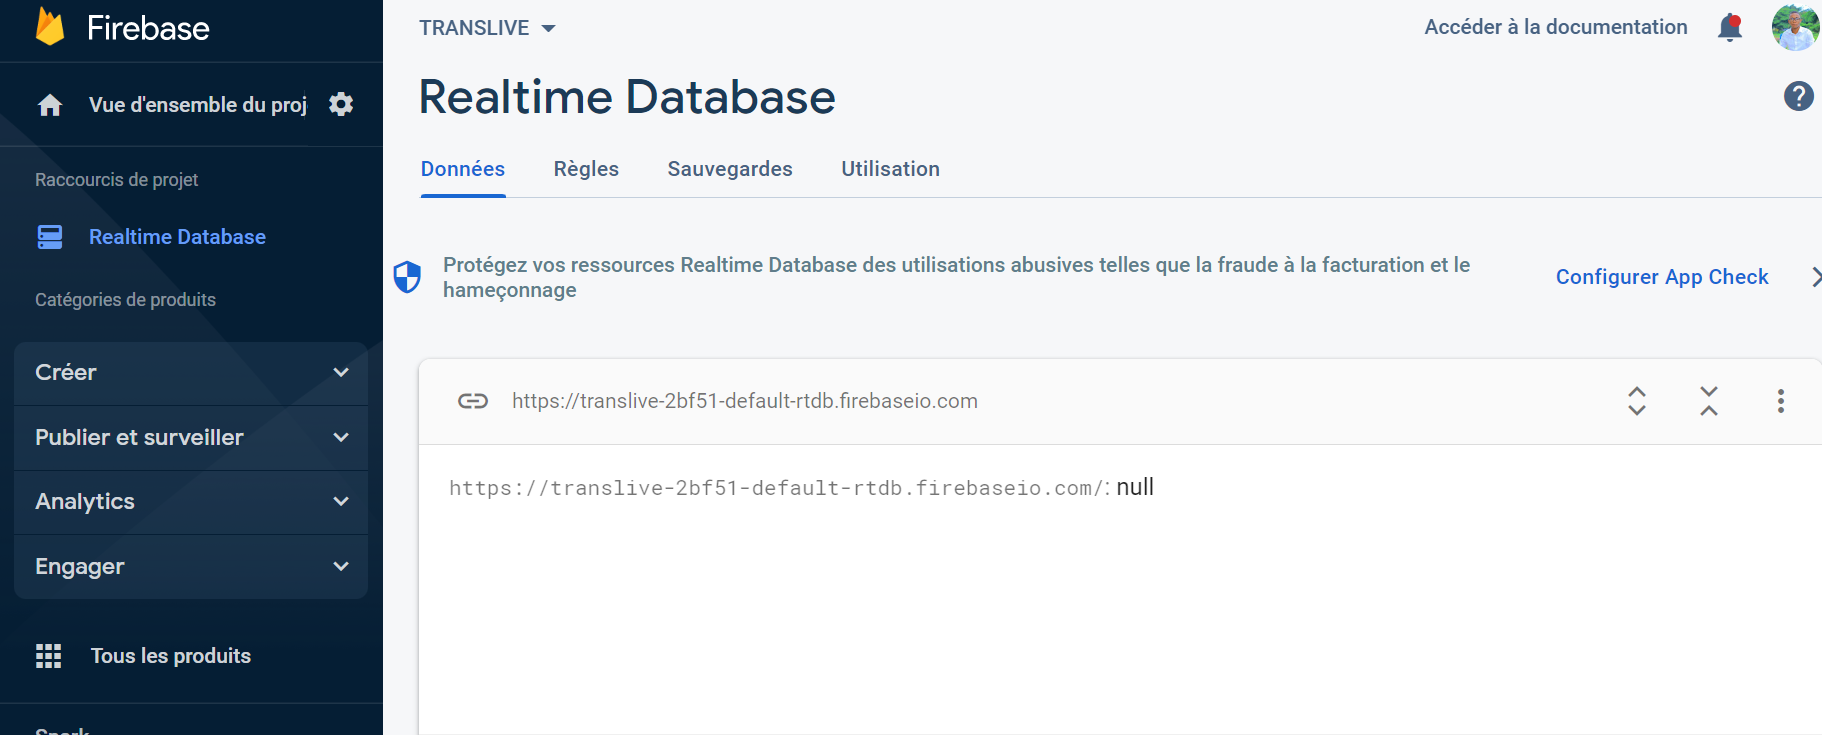 Firebase
Vue d'ensemble du proj
Raccourcis de projet
Realtime Database
Catégories de produits
Créer
Publier et surveiller
Analytics
Engager
Tous les produits
Spark
TRANSLIVE
Accéder à la documentation
Realtime Database
Données Règles Sauvegardes Utilisation
Protégez vos ressources Realtime Database des utilisations abusives telles que la fraude à la facturation et le
hameçonnage
Configurer App Check
https://translive-2bf51-default-rtdb.firebaseio.com
https://translive-2bf51-default-rtdb.firebaseio.com/: null